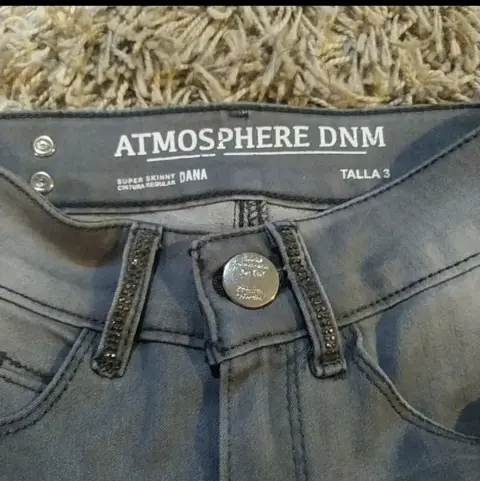 ATMOSPHERE DNM
SUPER SKINNY
CINTURA REGULAR
DANA
TALLA 3